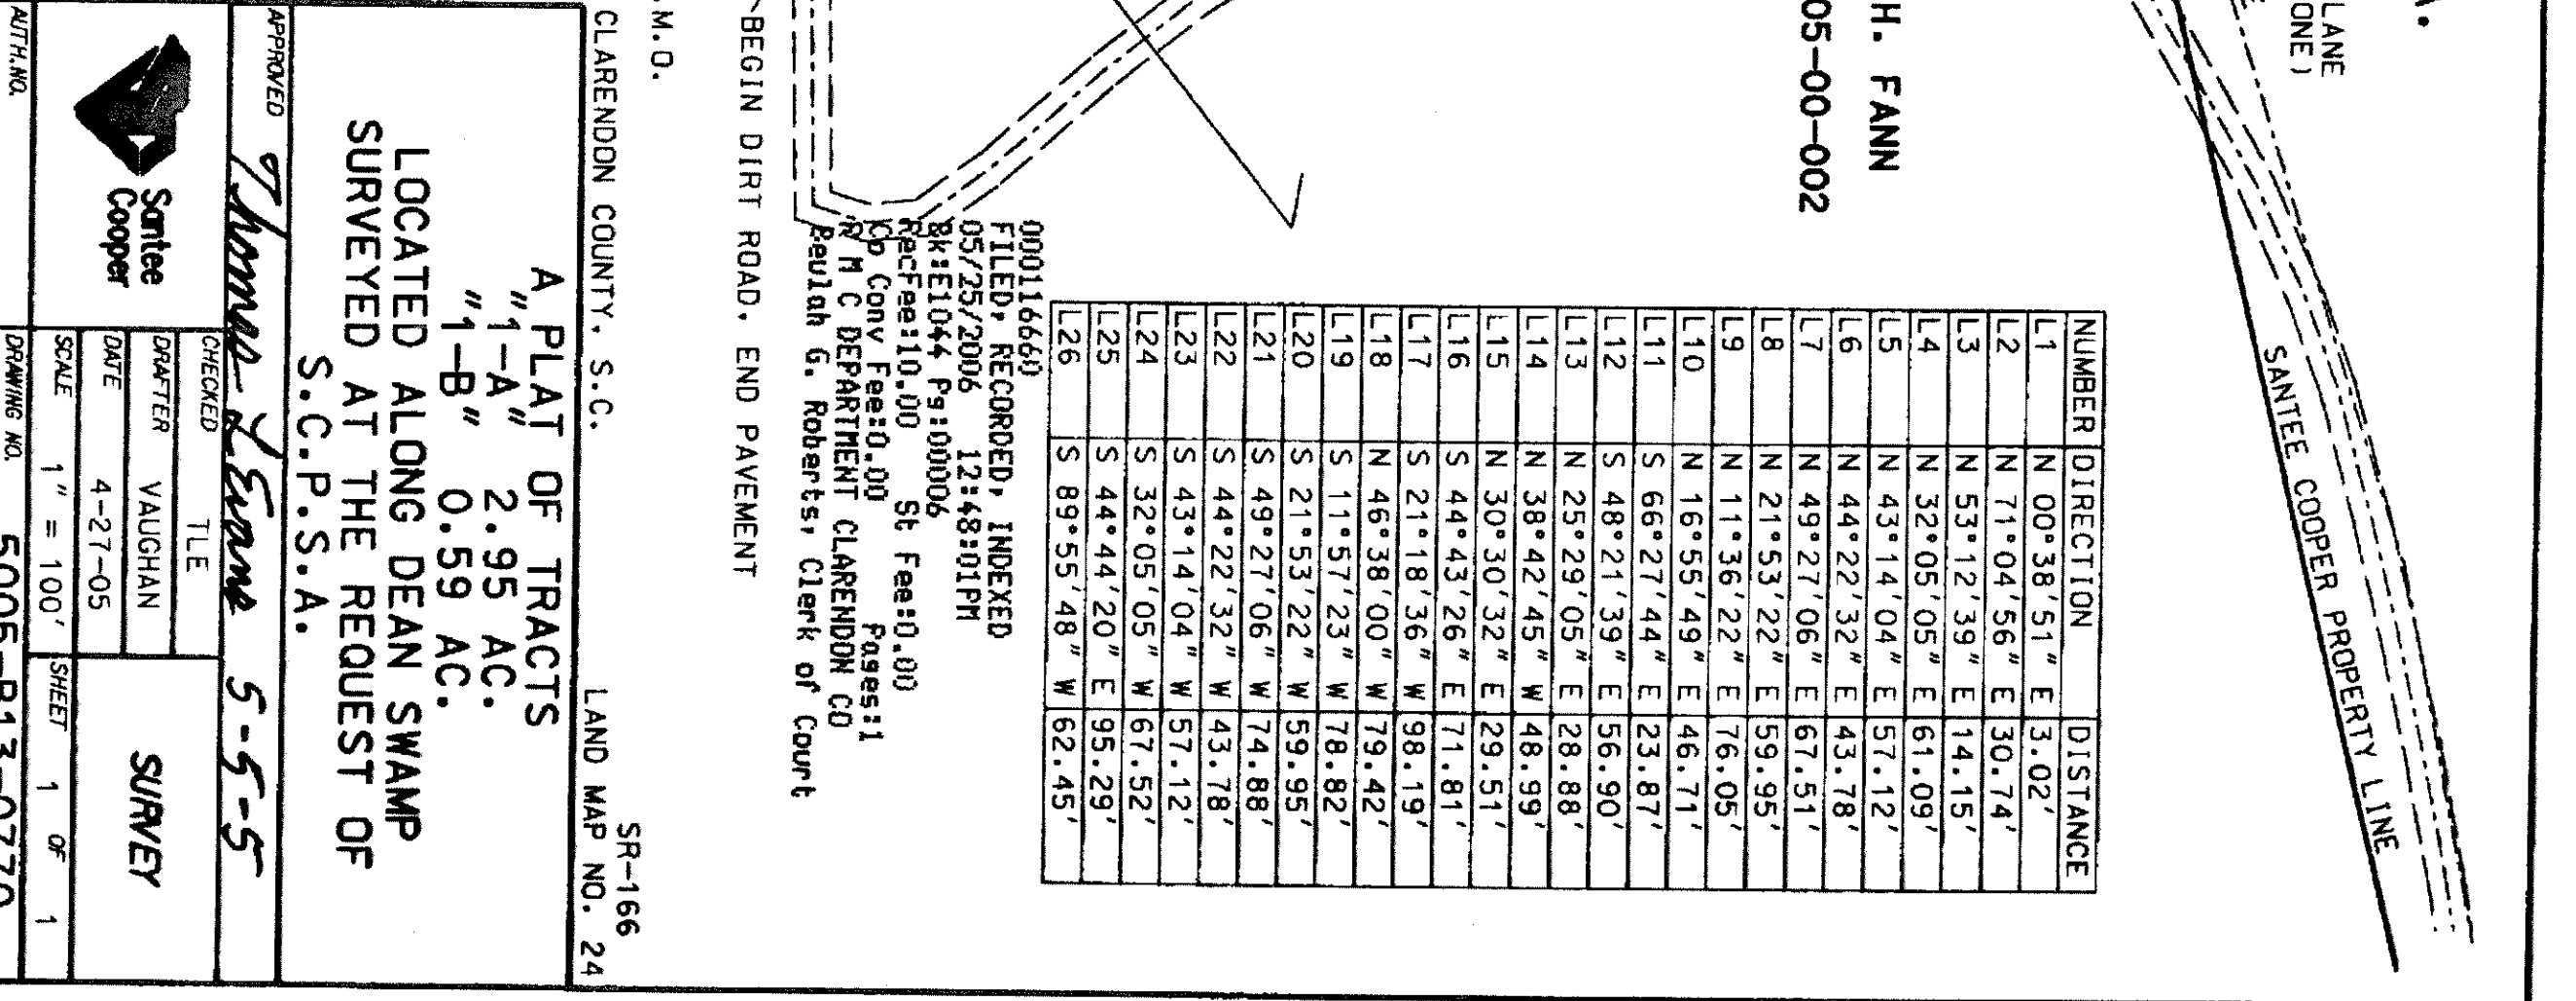 A.
LANE
ONE)
SANTEE COOPER PROPERTY LINE
H. FANN
05-00-002
NUMBER DIRECTION DISTANCE
L1 N 00°38'51" E 3.02'
L2 N 71°04'56" E 30.74'
L3 N 53°12'39" E 14.15'
L4 N 32°05'05" E 61.09'
L5 N 43°14'04" E 57.12'
L6 N 44°22'32" E 43.78'
L7 N 49°27'06" E 67.51'
L8 N 21°53'22" E 59.95'
L9 N 11°36'22" E 76.05'
L10 N 16°55'49" E 46.71'
L11 S 66°27'44" E 23.87'
L12 S 48°21'39" E 56.90'
L13 N 25°29'05" E 28.88'
L14 N 38°42'45" W 48.99'
L15 N 30°30'32" E 29.51'
L16 S 44°43'26" E 71.81'
L17 S 21°18'36" W 98.19'
L18 N 46°38'00" W 79.42'
L19 S 11°57'23" W 78.82'
L20 S 21°53'22" W 59.95'
L21 S 49°27'06" W 74.88'
L22 S 44°22'32" W 43.78'
L23 S 43°14'04" W 57.12'
L24 S 32°05'05" W 67.52'
L25 S 44°44'20" E 95.29'
L26 S 89°55'48" W 62.45'
000116660
FILED, RECORDED, INDEXED
05/25/2006 12:48:01PM
Bk:E1044 Pg:00006
RecFee:10.00 St Fee:0.00
Cp Conv Fee:0.00 Pages:1
R M C DEPARTMENT CLARENDON CO
Beulah G. Roberts, Clerk of Court
BEGIN DIRT ROAD, END PAVEMENT
M.O.
SR-166
CLARENDON COUNTY, S.C. LAND MAP NO. 24
A PLAT OF TRACTS
"1-A" 2.95 AC.
"1-B" 0.59 AC.
LOCATED ALONG DEAN SWAMP
SURVEYED AT THE REQUEST OF
S.C.P.S.A.
APPROVED Thomas L Evans 5-5-5
Santee
Cooper
CHECKED TLE
DRAFTER VAUGHAN
DATE 4-27-05
SURVEY
SCALE 1" = 100'
SHEET 1 OF 1
AUTH.NO.
DRAWING NO. 5005-B13-0770